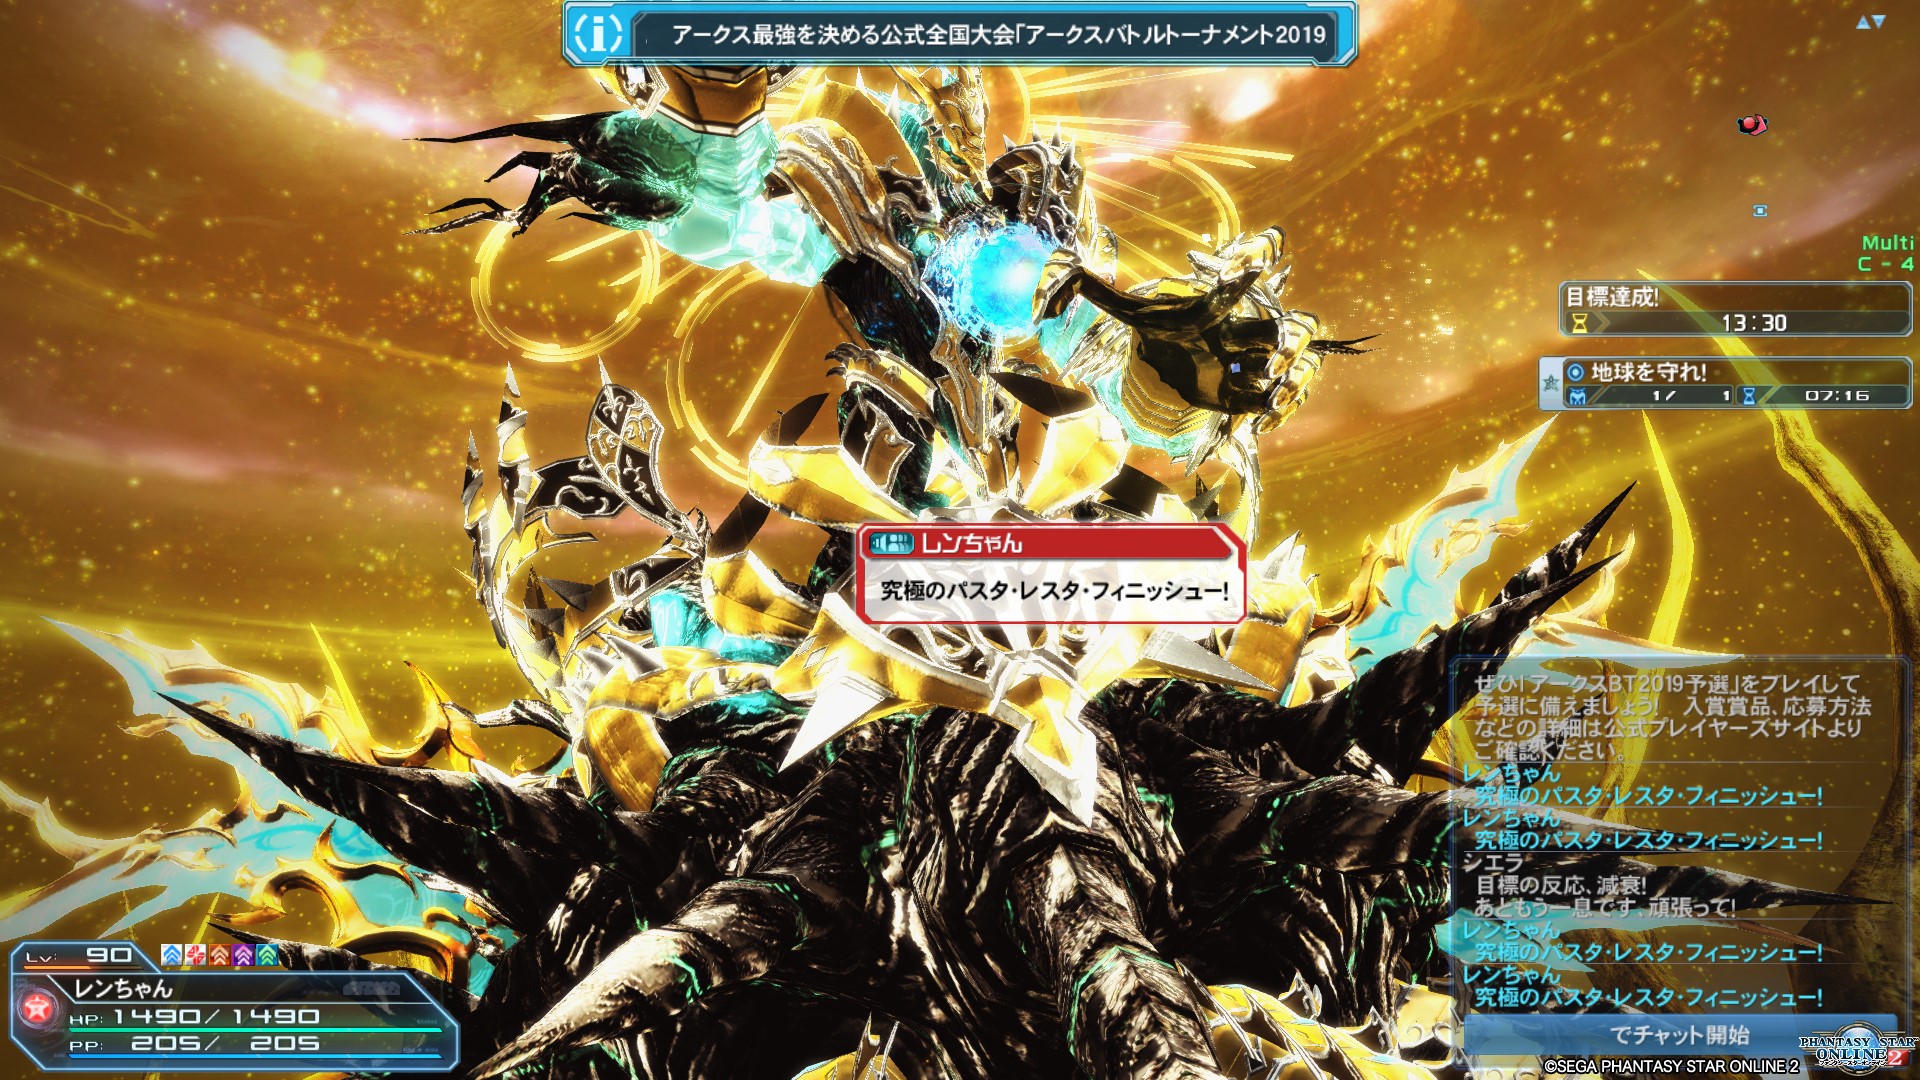 アークス最強を決める公式全国大会「アークスバトルトーナメント2019
Multi
C - 4
目標達成!
13:30
地球を守れ!
1/ 1 07:16
レンちゃん
究極のパスタ・レスタ・フィニッシュー!
ぜひ「アークスBT2019予選」をプレイして
予選に備えましょう! 入賞賞品、応募方法
などの詳細は公式プレイヤーズサイトより
ご確認ください。
レンちゃん
究極のパスタ・レスタ・フィニッシュー!
レンちゃん
究極のパスタ・レスタ・フィニッシュー!
シエラ
目標の反応、減衰!
あともう一息です、頑張って!
レンちゃん
究極のパスタ・レスタ・フィニッシュー!
レンちゃん
究極のパスタ・レスタ・フィニッシュー!
でチャット開始
Lv: 90
レンちゃん
HP: 1490/ 1490
PP: 205/ 205
PHANTASY STAR
ONLINE 2
©SEGA PHANTASY STAR ONLINE 2